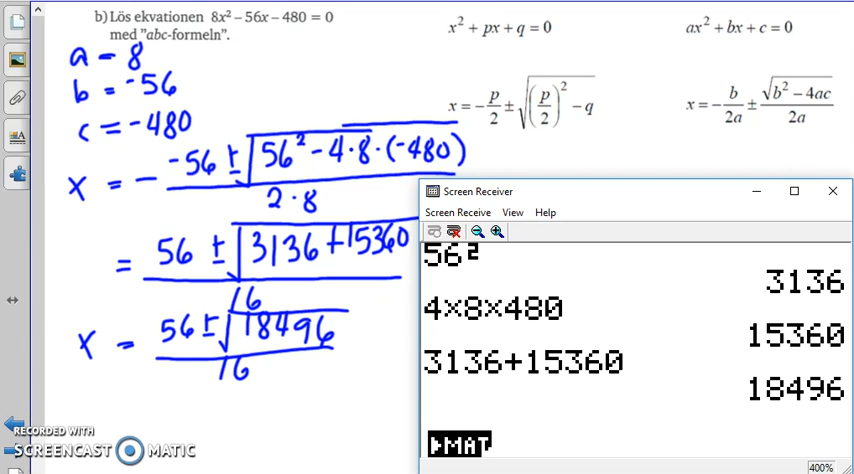 b) Lös ekvationen 8x² – 56x – 480 = 0
med "abc-formeln".
x² + px + q = 0
ax² + bx + c = 0
x = -p/2 ± √((p/2)² - q)
x = -b/2a ± √(b² - 4ac)/2a
a = 8
b = -56
c = -480
x = - (-56 ± √(56² - 4·8·(-480)))/(2·8)
= (56 ± √(3136 + 15360))/16
x = (56 ± √18496)/16
Screen Receiver
Screen Receive View Help
56²
3136
4×8×480
15360
3136+15360
18496
▶MAT
400%
RECORDED WITH
SCREENCAST MATIC